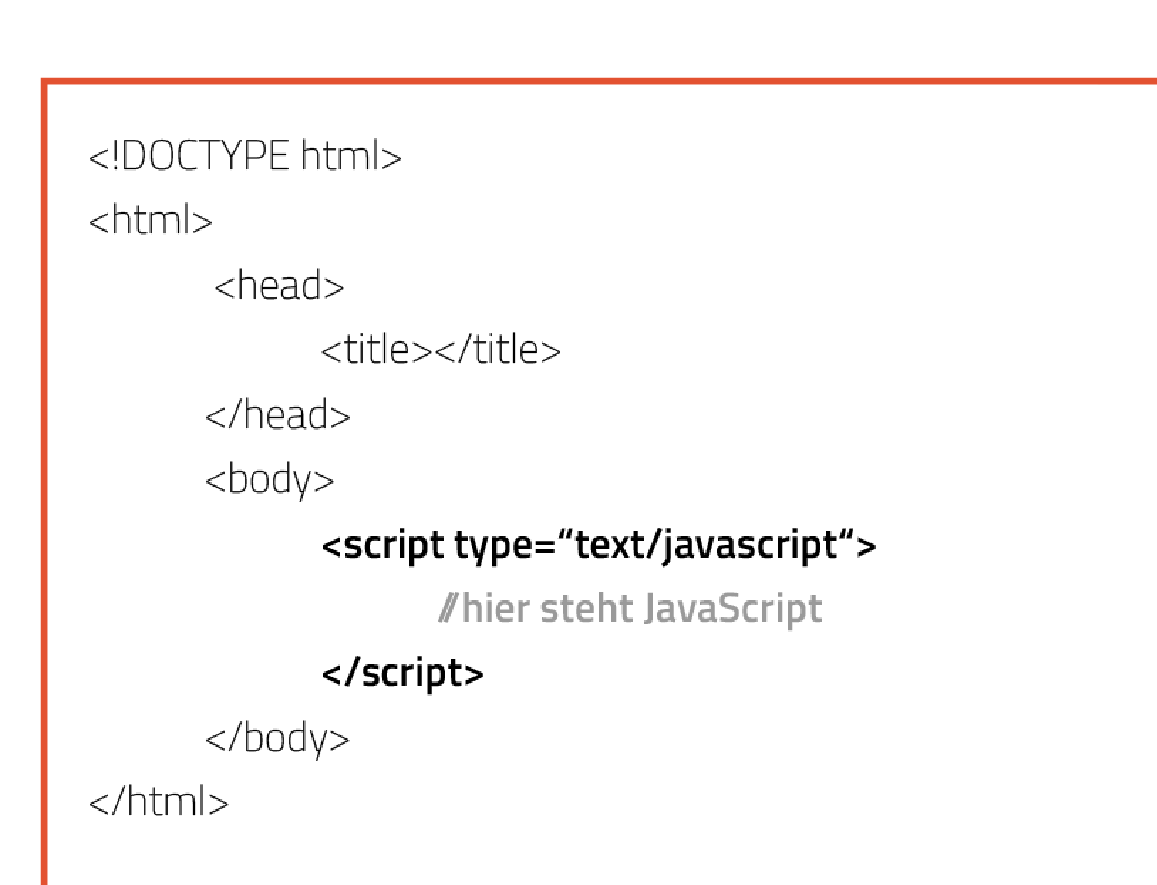 <!DOCTYPE html>
<html>
<head>
<title></title>
</head>
<body>
<script type=“text/javascript“>
//hier steht JavaScript
</script>
</body>
</html>